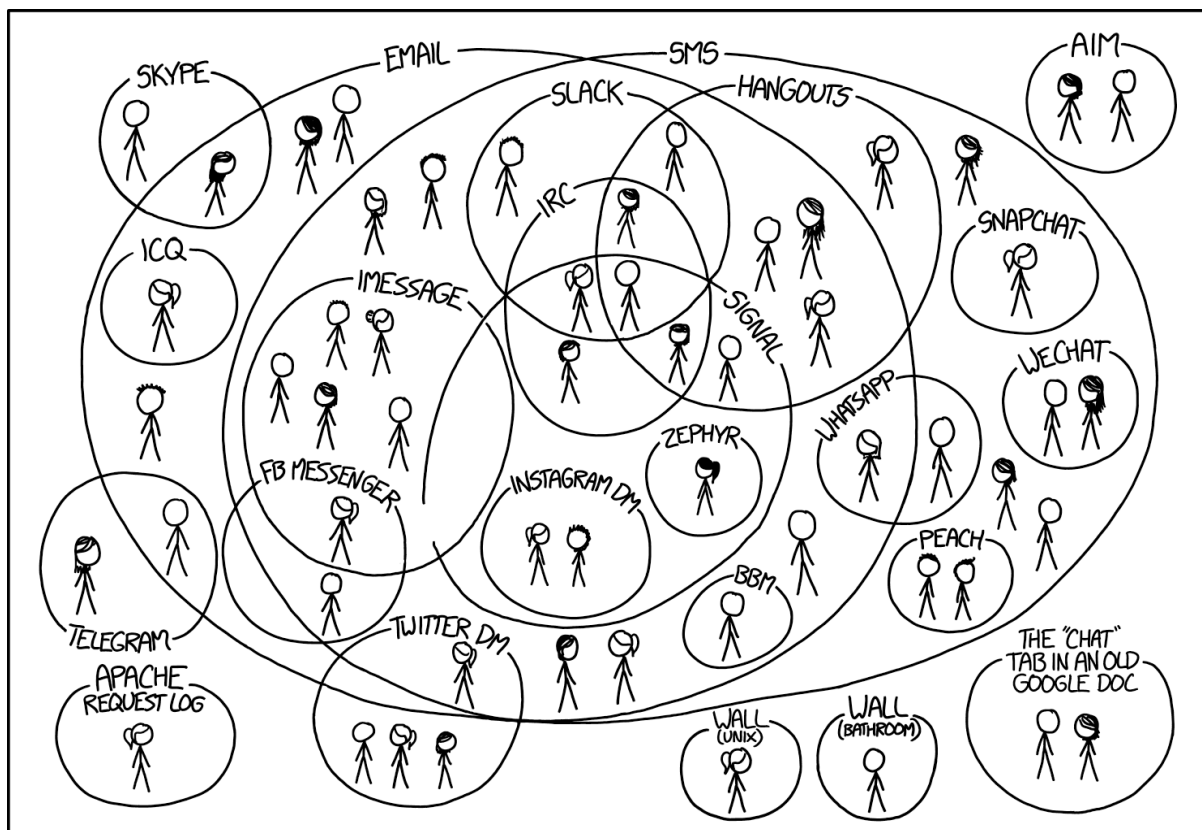 SKYPE
EMAIL
SMS
AIM
SLACK
HANGOUTS
ICQ
IRC
SNAPCHAT
IMESSAGE
SIGNAL
WECHAT
WHATSAPP
ZEPHYR
FB MESSENGER
INSTAGRAM DM
PEACH
BBM
TELEGRAM
TWITTER DM
THE "CHAT"
TAB IN AN OLD
GOOGLE DOC
APACHE
REQUEST LOG
WALL
(UNIX)
WALL
(BATHROOM)